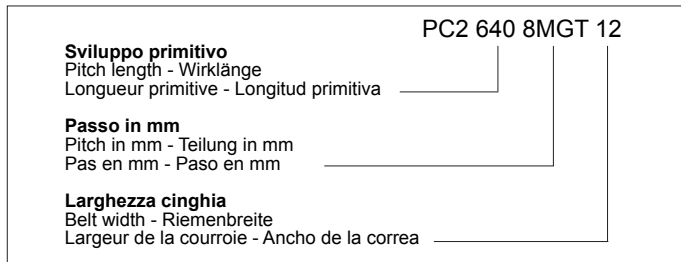 PC2 640 8MGT 12
Sviluppo primitivo
Pitch length - Wirklänge
Longueur primitive - Longitud primitiva
Passo in mm
Pitch in mm - Teilung in mm
Pas en mm - Paso en mm
Larghezza cinghia
Belt width - Riemenbreite
Largeur de la courroie - Ancho de la correa